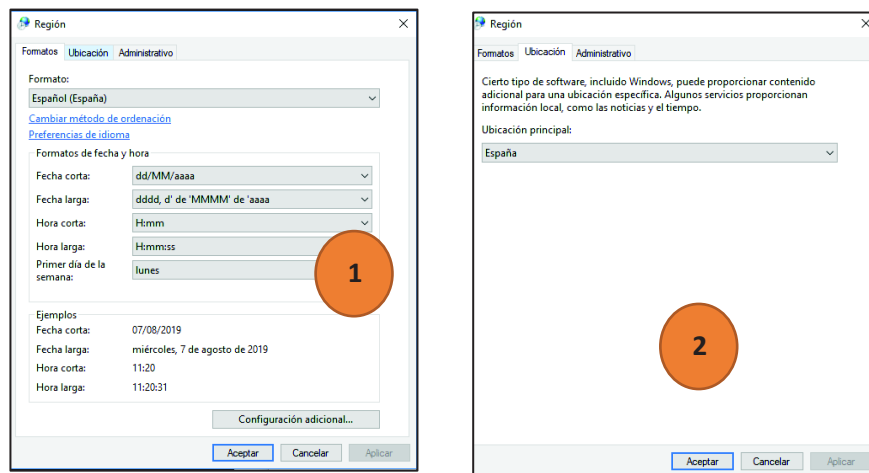 Región
Formatos Ubicación Administrativo
Formato:
Español (España)
Cambiar método de ordenación
Preferencias de idioma
Formatos de fecha y hora
Fecha corta: dd/MM/aaaa
Fecha larga: dddd, d' de 'MMMM' de 'aaaa
Hora corta: H:mm
Hora larga: H:mm:ss
Primer día de la semana: lunes
1
Ejemplos
Fecha corta: 07/08/2019
Fecha larga: miércoles, 7 de agosto de 2019
Hora corta: 11:20
Hora larga: 11:20:31
Configuración adicional...
Aceptar Cancelar Aplicar
Región
Formatos Ubicación Administrativo
Cierto tipo de software, incluido Windows, puede proporcionar contenido
adicional para una ubicación específica. Algunos servicios proporcionan
información local, como las noticias y el tiempo.
Ubicación principal:
España
2
Aceptar Cancelar Aplicar